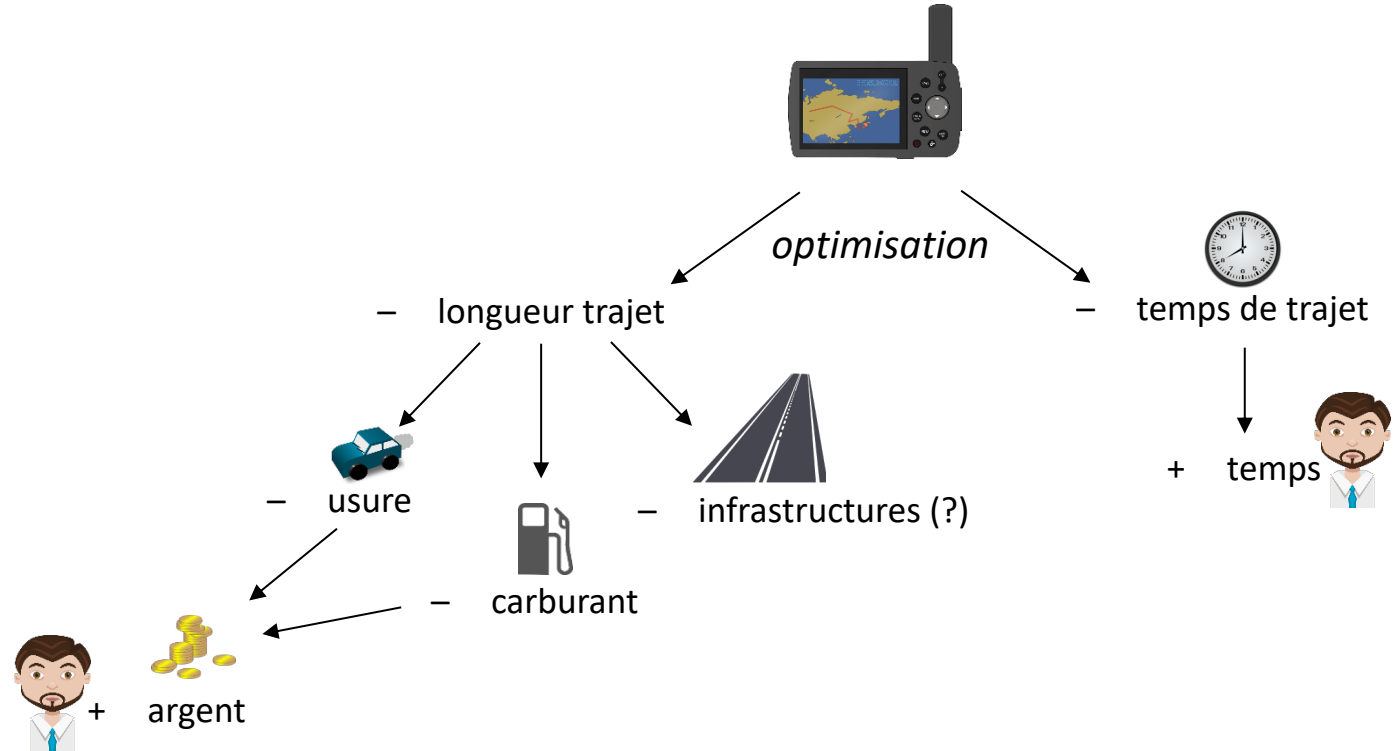 optimisation
– longueur trajet
– temps de trajet
+ temps
– usure
– infrastructures (?)
– carburant
+ argent